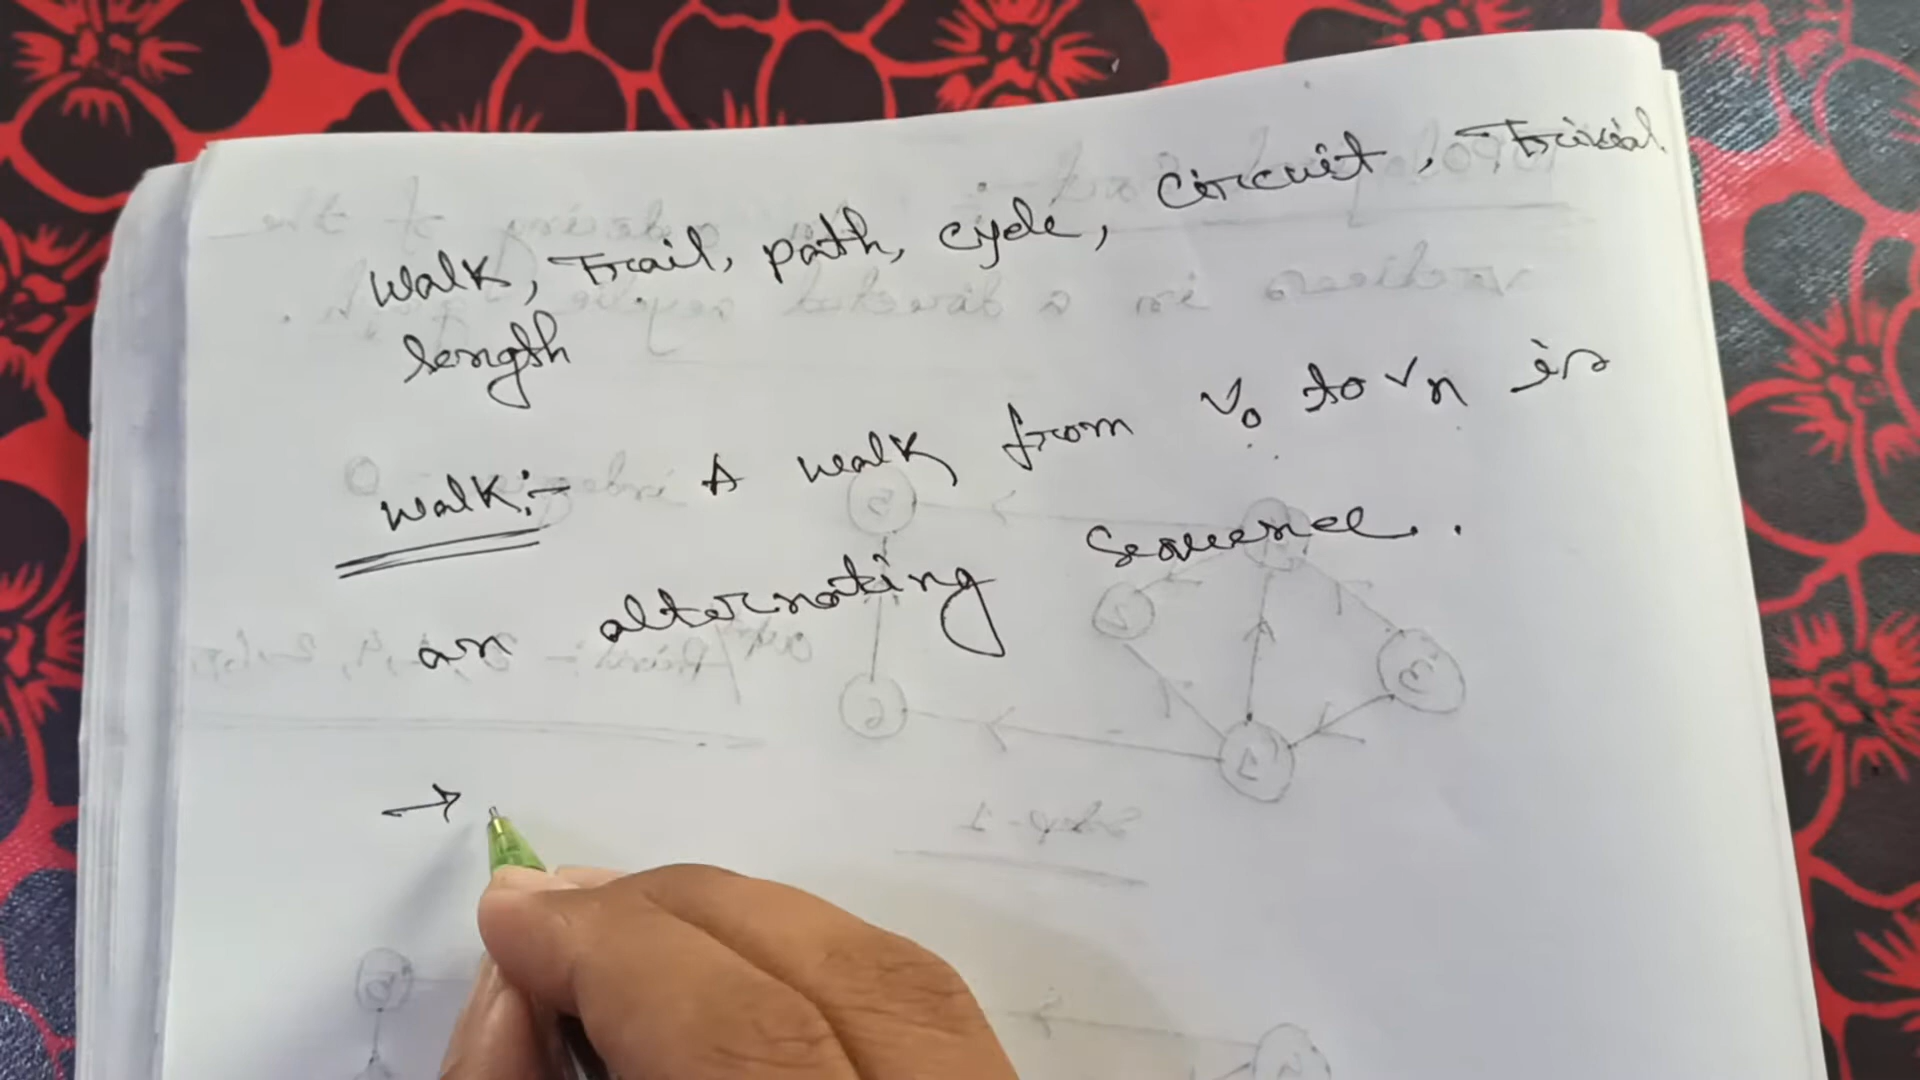 Walk, Trail, path, cycle, Circuit, Trivial
length
Walk:- A walk from v0 to vn is
an alternating Sequence..
→